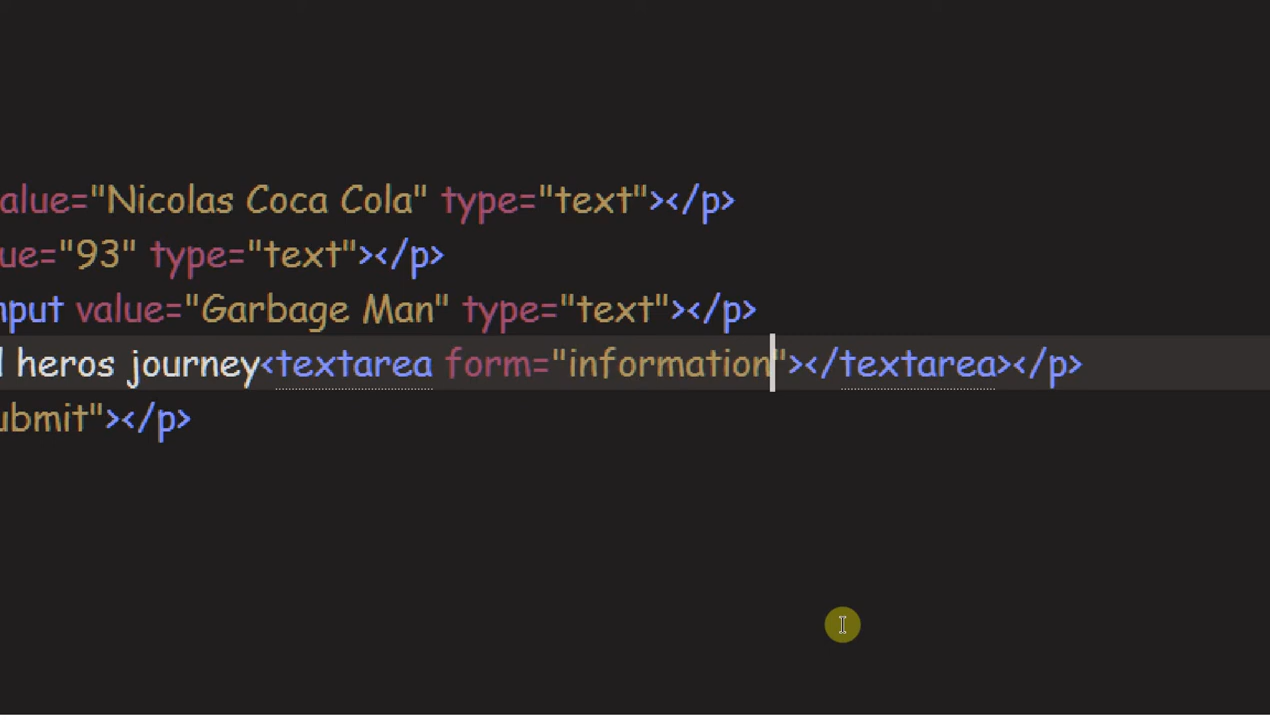 alue="Nicolas Coca Cola" type="text"></p>
ue="93" type="text"></p>
nput value="Garbage Man" type="text"></p>
l heros journey<textarea form="information"></textarea></p>
ubmit"></p>